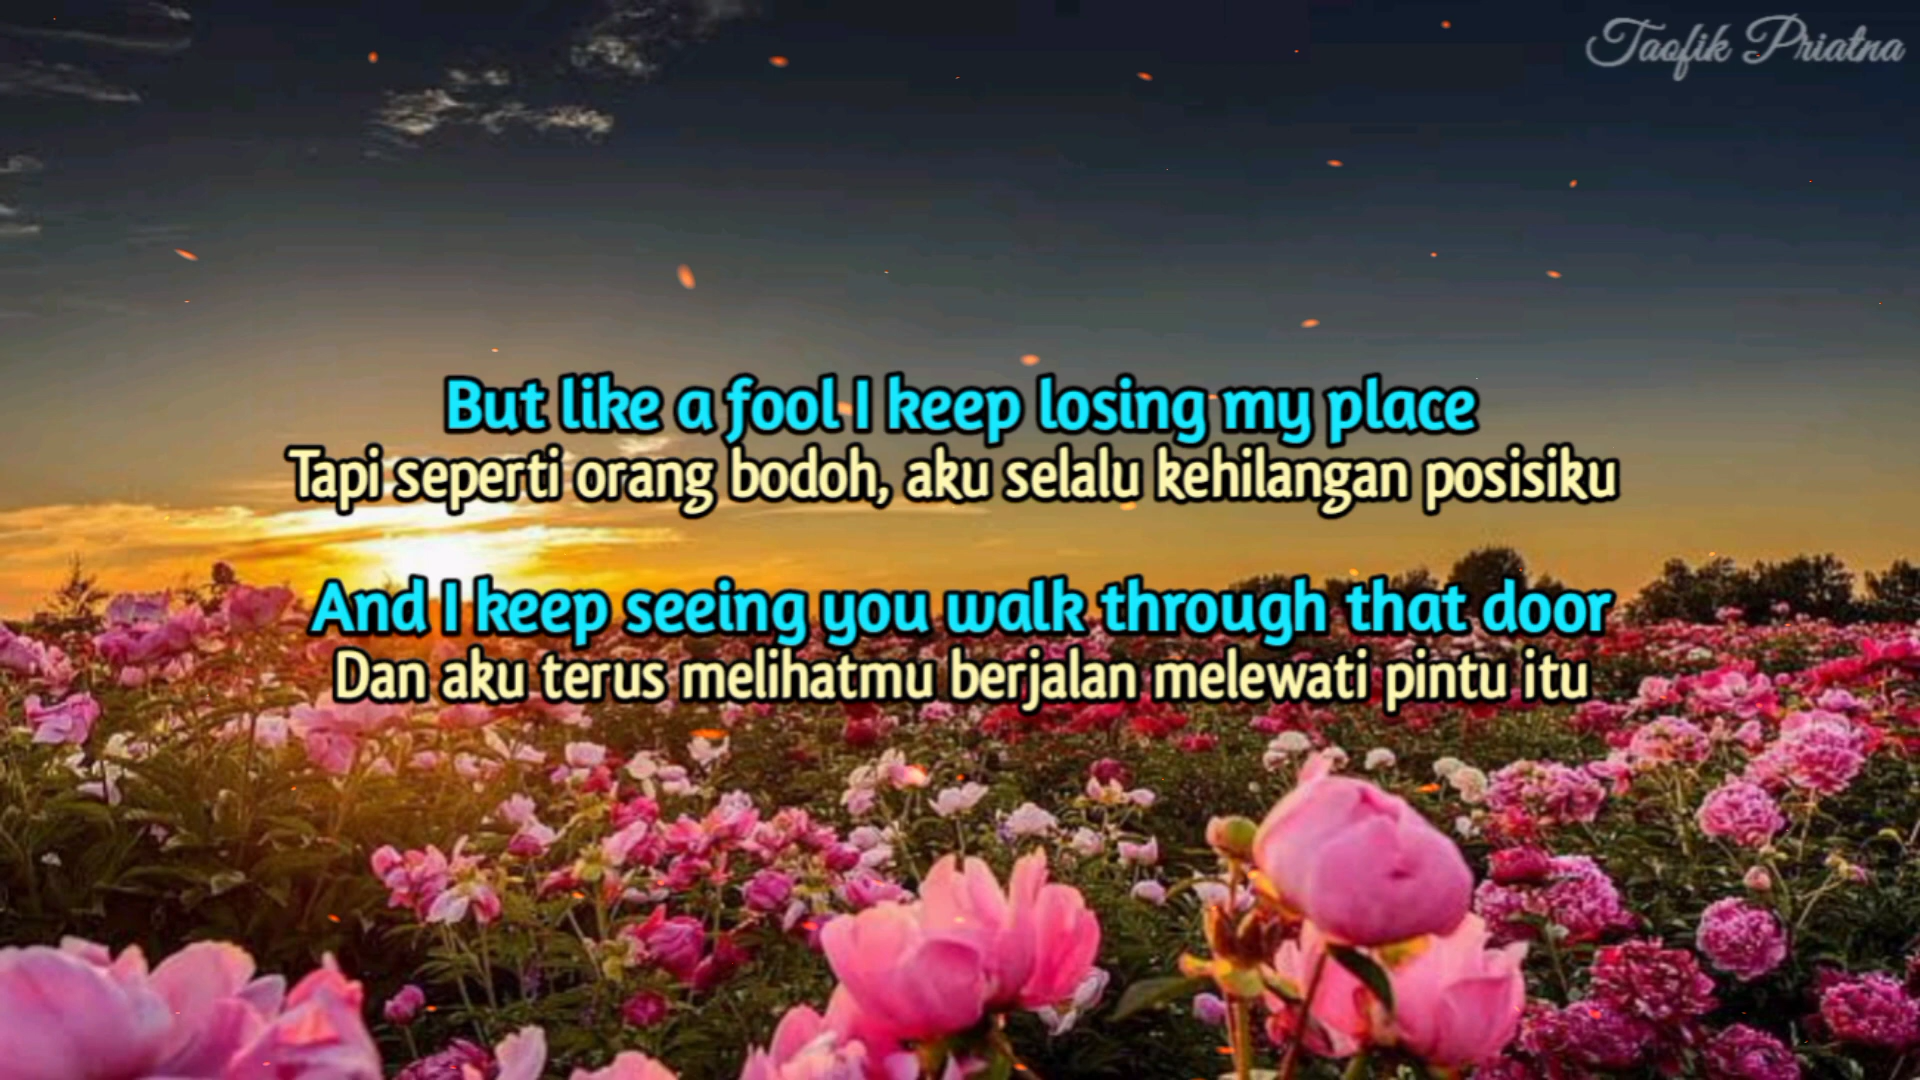 Taofik Priatna
But like a fool I keep losing my place
Tapi seperti orang bodoh, aku selalu kehilangan posisiku
And I keep seeing you walk through that door
Dan aku terus melihatmu berjalan melewati pintu itu